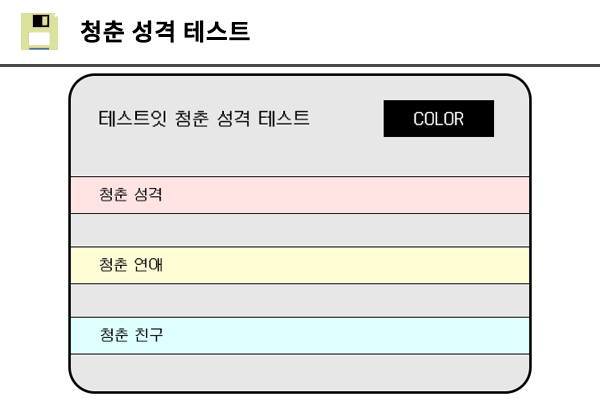 청춘 성격 테스트
테스트잇 청춘 성격 테스트
COLOR
청춘 성격
청춘 연애
청춘 친구